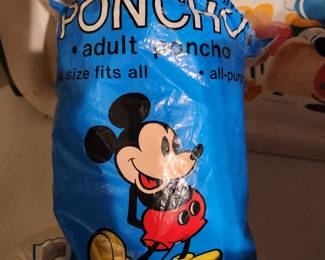 PONCHO
• adult poncho
size fits all • all-pur